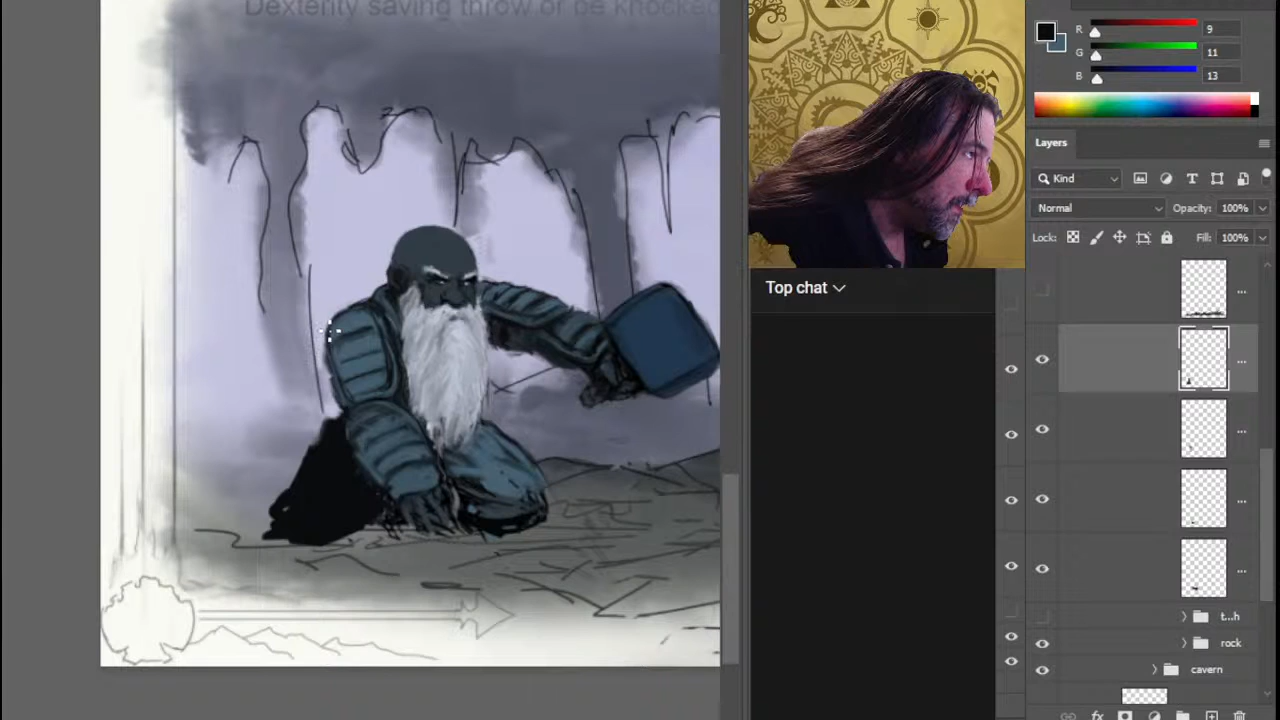 Dexterity saving throw or be knocked
R 9
G 11
B 13
Layers
Kind
Normal Opacity: 100%
Lock: Fill: 100%
Top chat
...
...
...
...
...
t...h
rock
cavern
fx